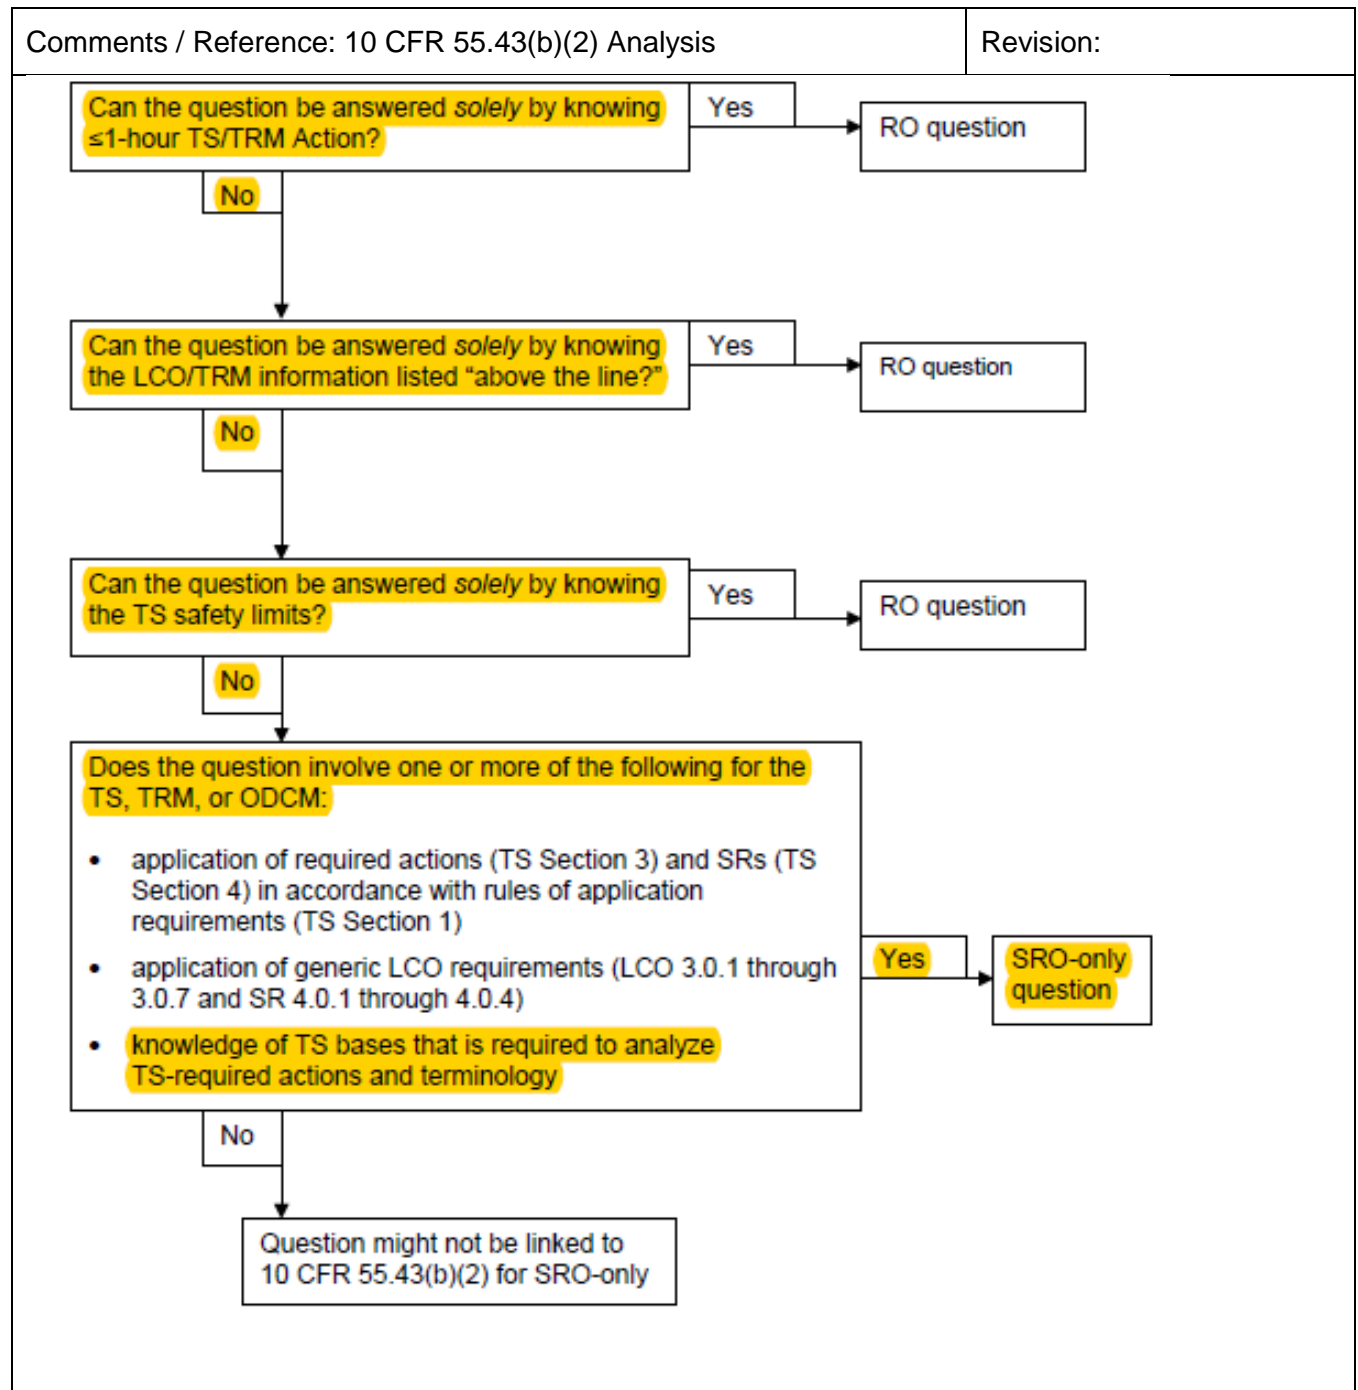 Comments / Reference: 10 CFR 55.43(b)(2) Analysis
Revision:
Can the question be answered solely by knowing
≤1-hour TS/TRM Action?
Yes
RO question
No
Can the question be answered solely by knowing
the LCO/TRM information listed “above the line?”
Yes
RO question
No
Can the question be answered solely by knowing
the TS safety limits?
Yes
RO question
No
Does the question involve one or more of the following for the
TS, TRM, or ODCM:
• application of required actions (TS Section 3) and SRs (TS
Section 4) in accordance with rules of application
requirements (TS Section 1)
• application of generic LCO requirements (LCO 3.0.1 through
3.0.7 and SR 4.0.1 through 4.0.4)
• knowledge of TS bases that is required to analyze
TS-required actions and terminology
Yes
SRO-only
question
No
Question might not be linked to
10 CFR 55.43(b)(2) for SRO-only